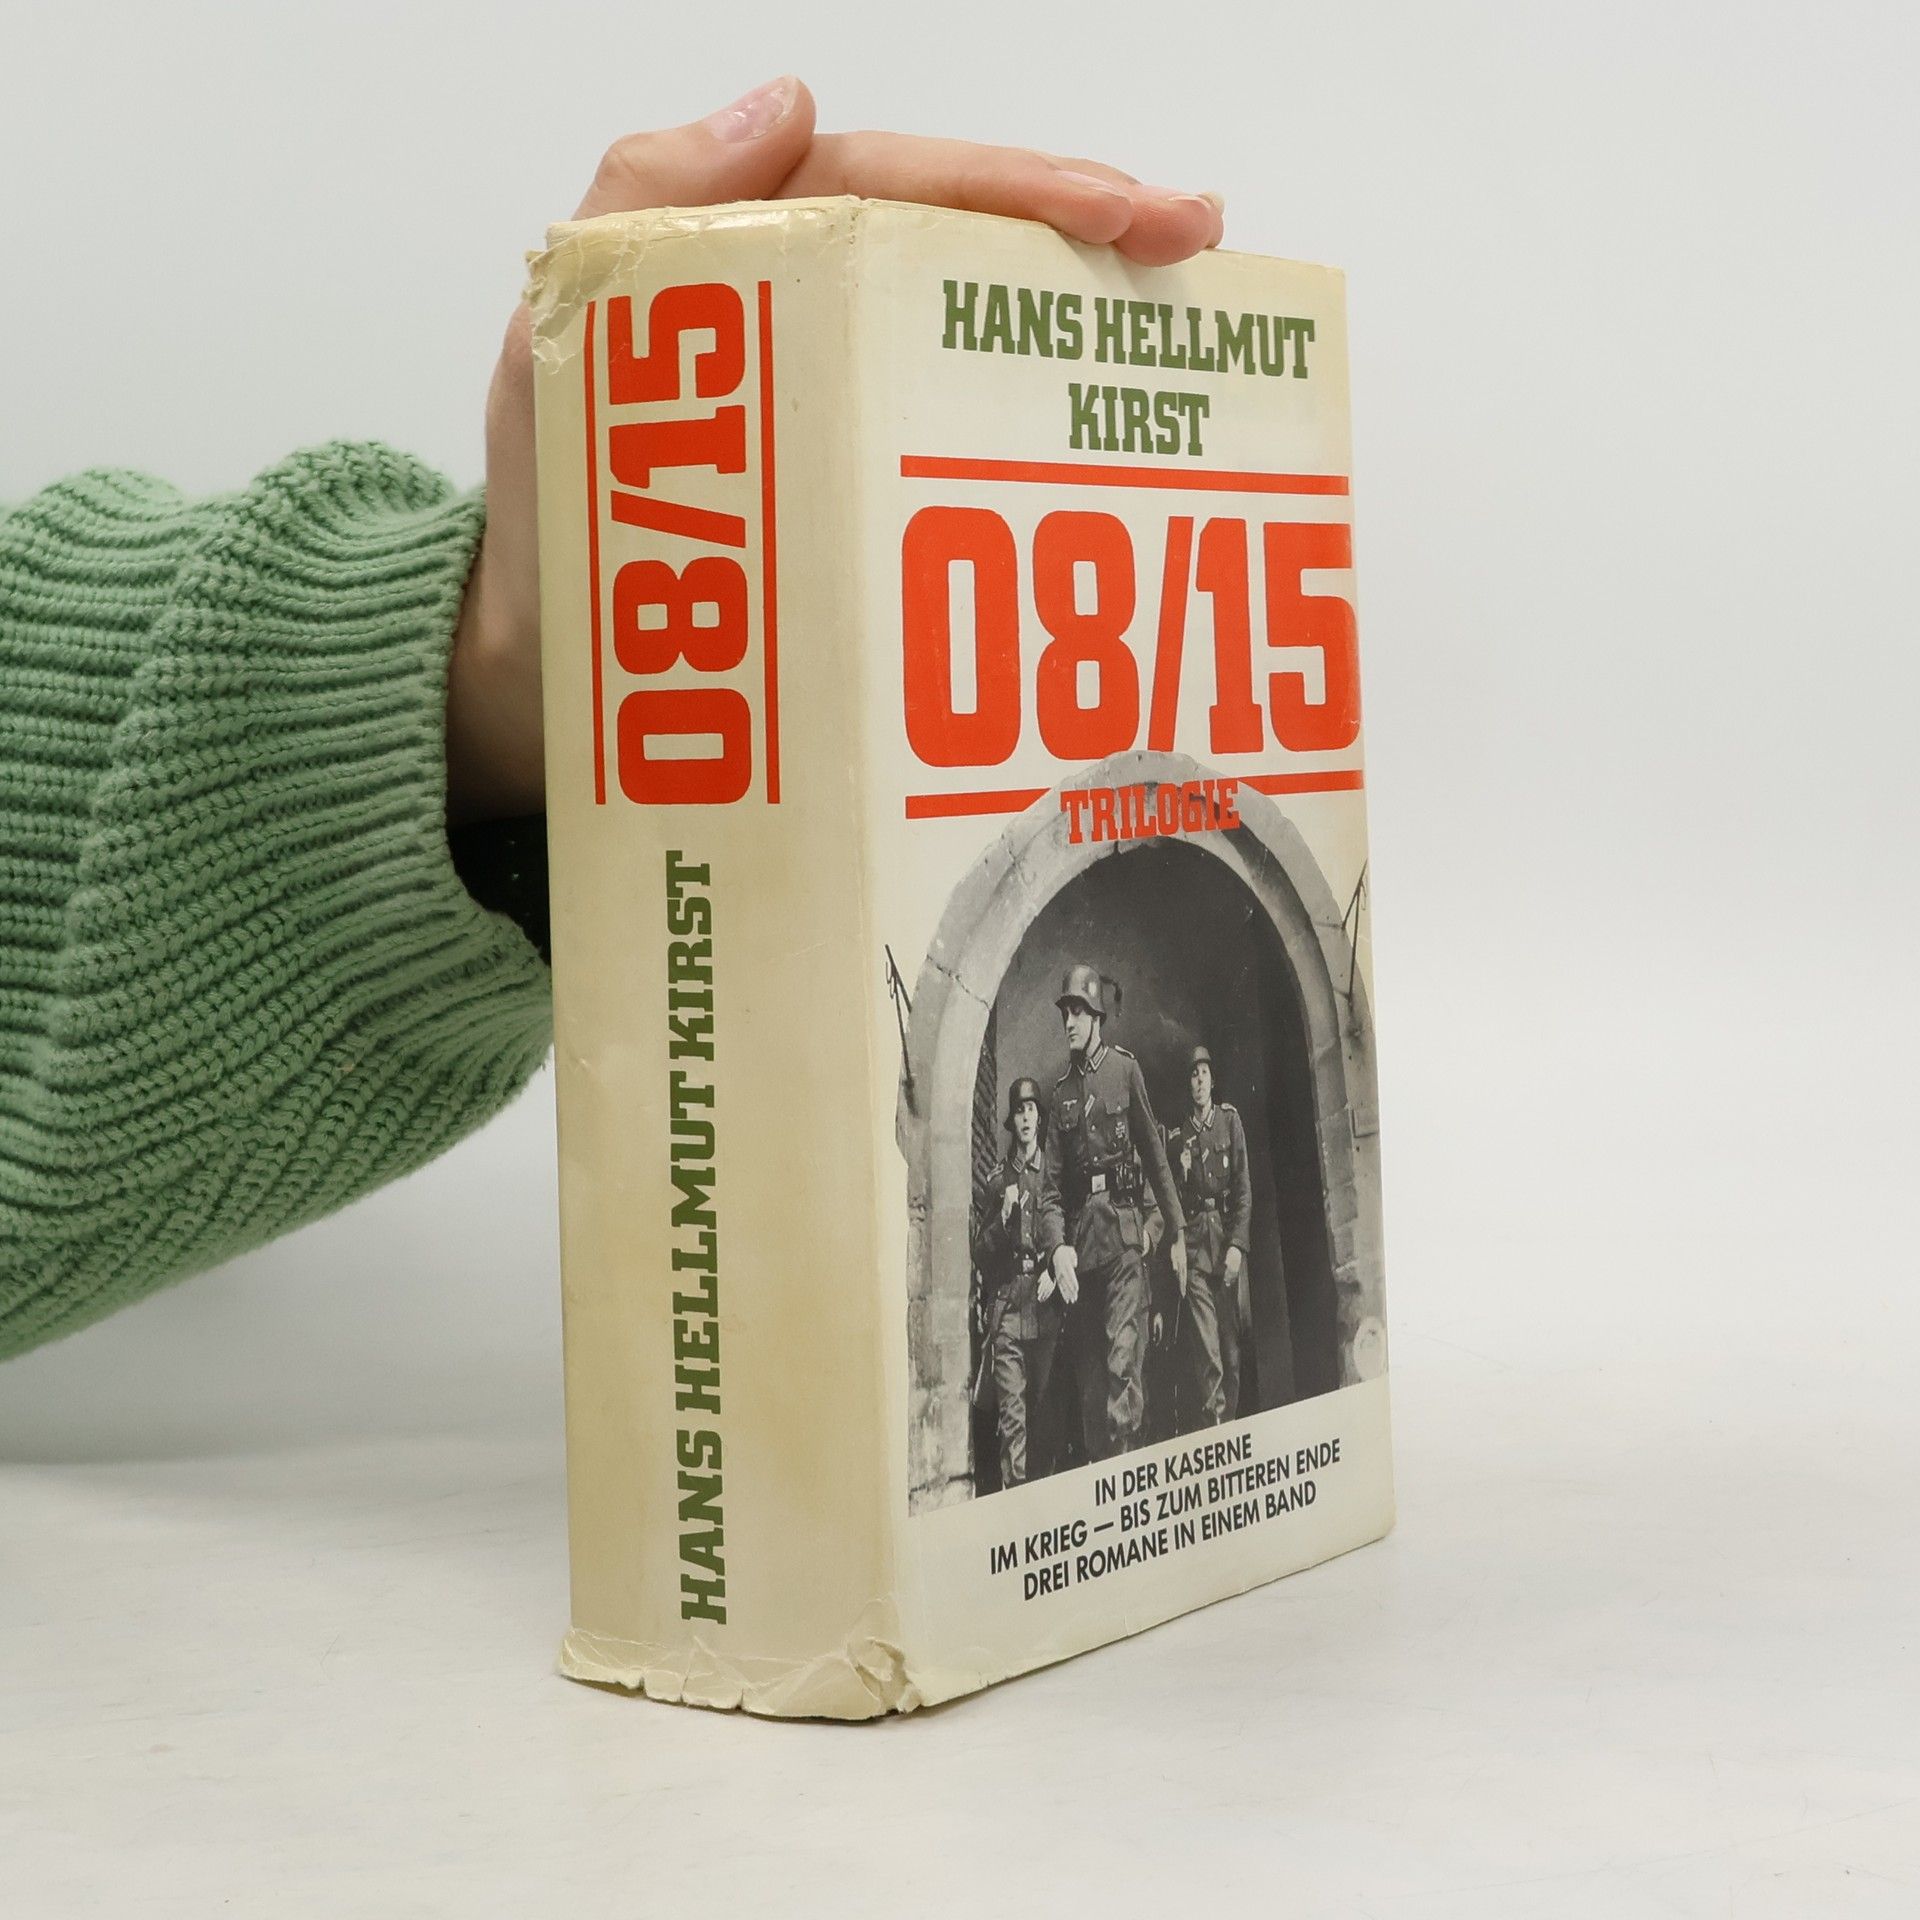 08/15
HANS HELLMUT KIRST
HANS HELLMUT
KIRST
08/15
TRILOGIE
IN DER KASERNE
IM KRIEG — BIS ZUM BITTEREN ENDE
DREI ROMANE IN EINEM BAND